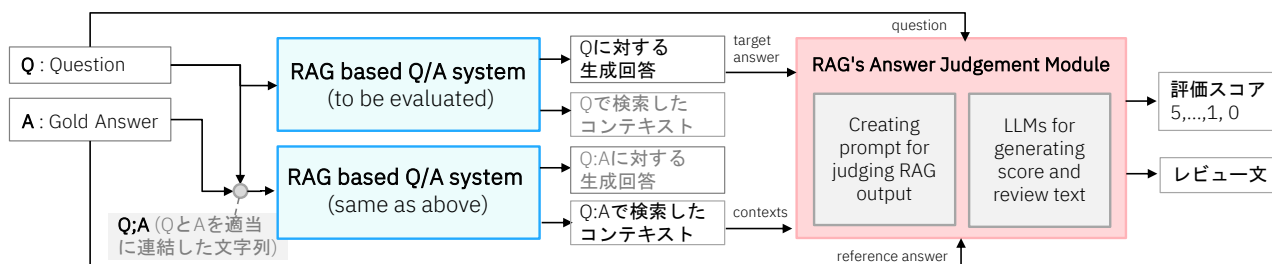 Q : Question
A : Gold Answer
Q;A (QとAを適当
に連結した文字列)
RAG based Q/A system
(to be evaluated)
RAG based Q/A system
(same as above)
Qに対する
生成回答
Qで検索した
コンテキスト
Q:Aに対する
生成回答
Q:Aで検索した
コンテキスト
target
answer
contexts
question
reference answer
RAG's Answer Judgement Module
Creating
prompt for
judging RAG
output
LLMs for
generating
score and
review text
評価スコア
5,...,1, 0
レビュー文